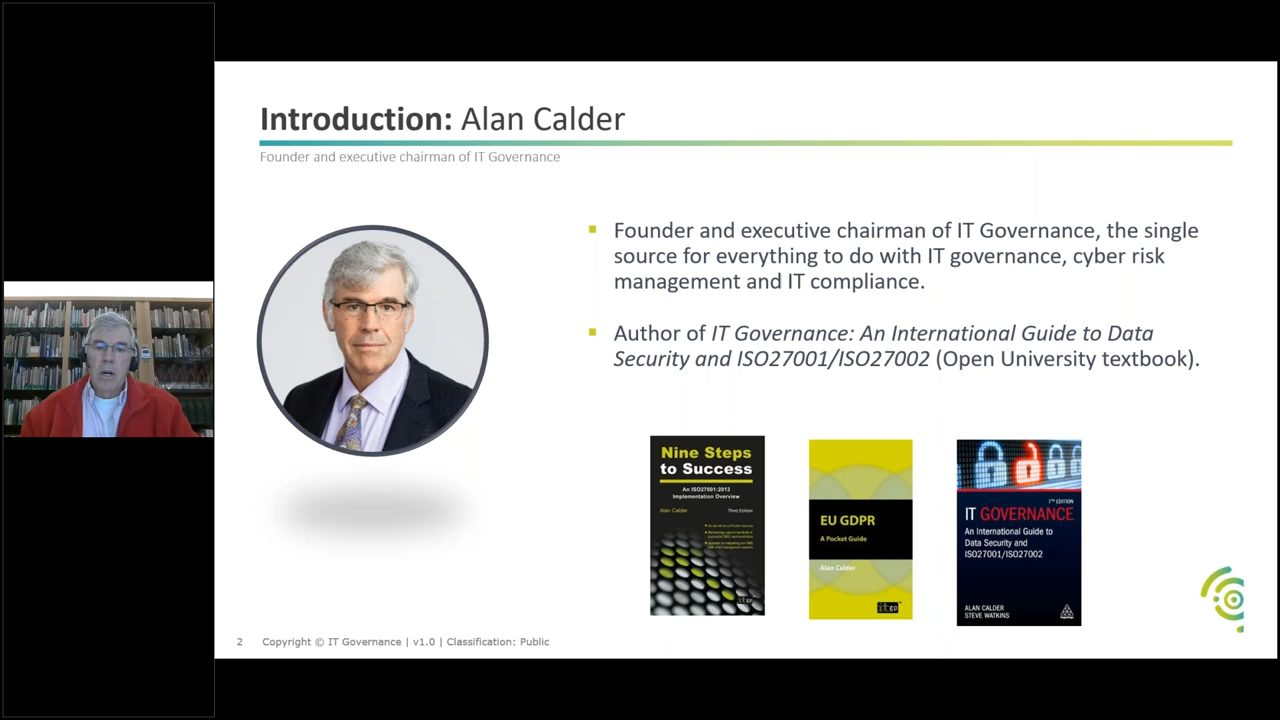 Introduction: Alan Calder
Founder and executive chairman of IT Governance
Founder and executive chairman of IT Governance, the single
source for everything to do with IT governance, cyber risk
management and IT compliance.
Author of IT Governance: An International Guide to Data
Security and ISO27001/ISO27002 (Open University textbook).
Nine Steps
to Success
An ISO27001:2013
Implementation Overview
Alan Calder Third Edition
itgp
EU GDPR
A Pocket Guide
Alan Calder
itgp
7TH EDITION
IT GOVERNANCE
An International Guide to
Data Security and
ISO27001/ISO27002
ALAN CALDER
STEVE WATKINS
2 Copyright © IT Governance | v1.0 | Classification: Public